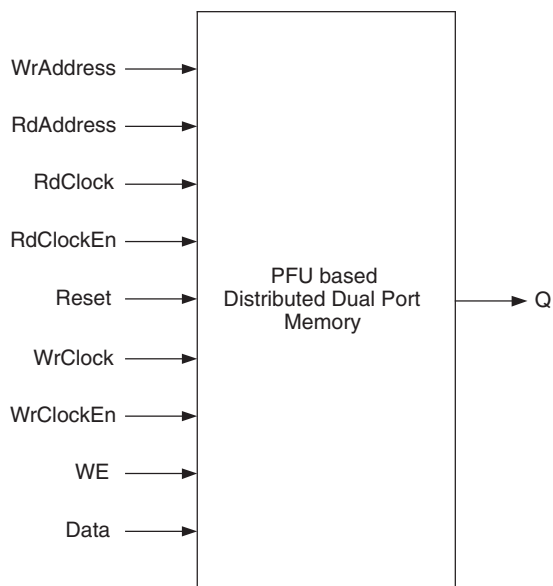 WrAddress
RdAddress
RdClock
RdClockEn
Reset
WrClock
WrClockEn
WE
Data
PFU based
Distributed Dual Port
Memory
Q